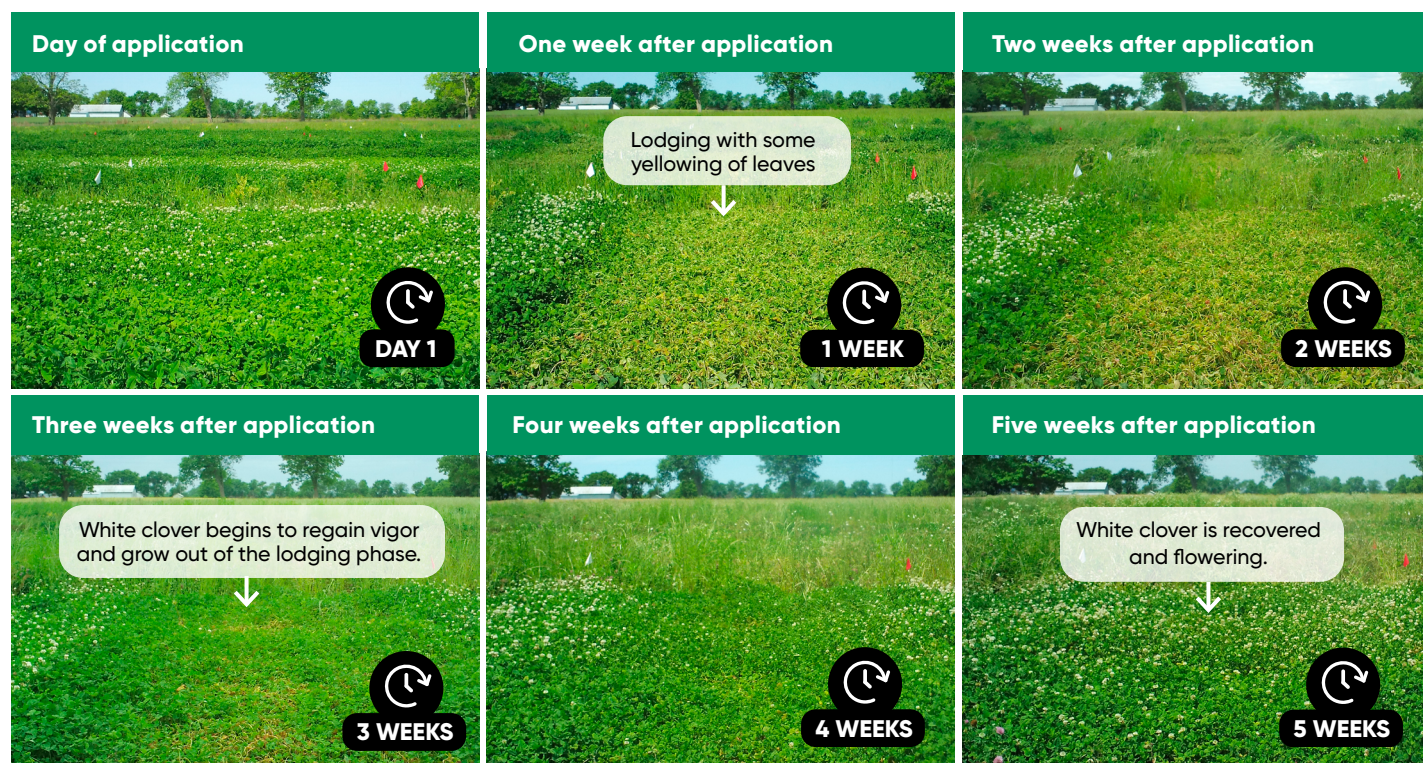 Day of application
One week after application
Two weeks after application
Lodging with some
yellowing of leaves
DAY 1
1 WEEK
2 WEEKS
Three weeks after application
Four weeks after application
Five weeks after application
White clover begins to regain vigor
and grow out of the lodging phase.
White clover is recovered
and flowering.
3 WEEKS
4 WEEKS
5 WEEKS